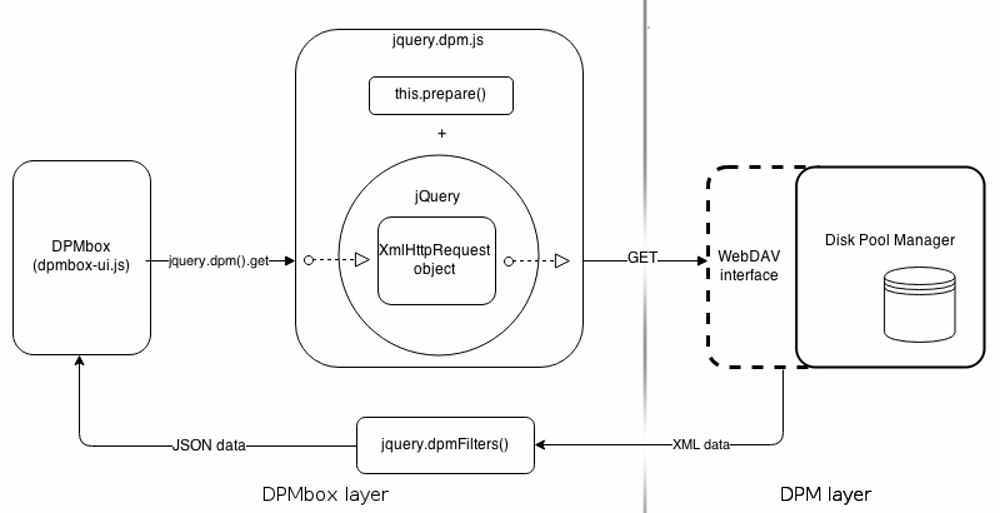 jquery.dpm.js
this.prepare()
+
jQuery
XmlHttpRequest
object
DPMbox
(dpmbox-ui.js)
jquery.dpm().get
GET
WebDAV
interface
Disk Pool Manager
JSON data
jquery.dpmFilters()
XML data
DPMbox layer
DPM layer